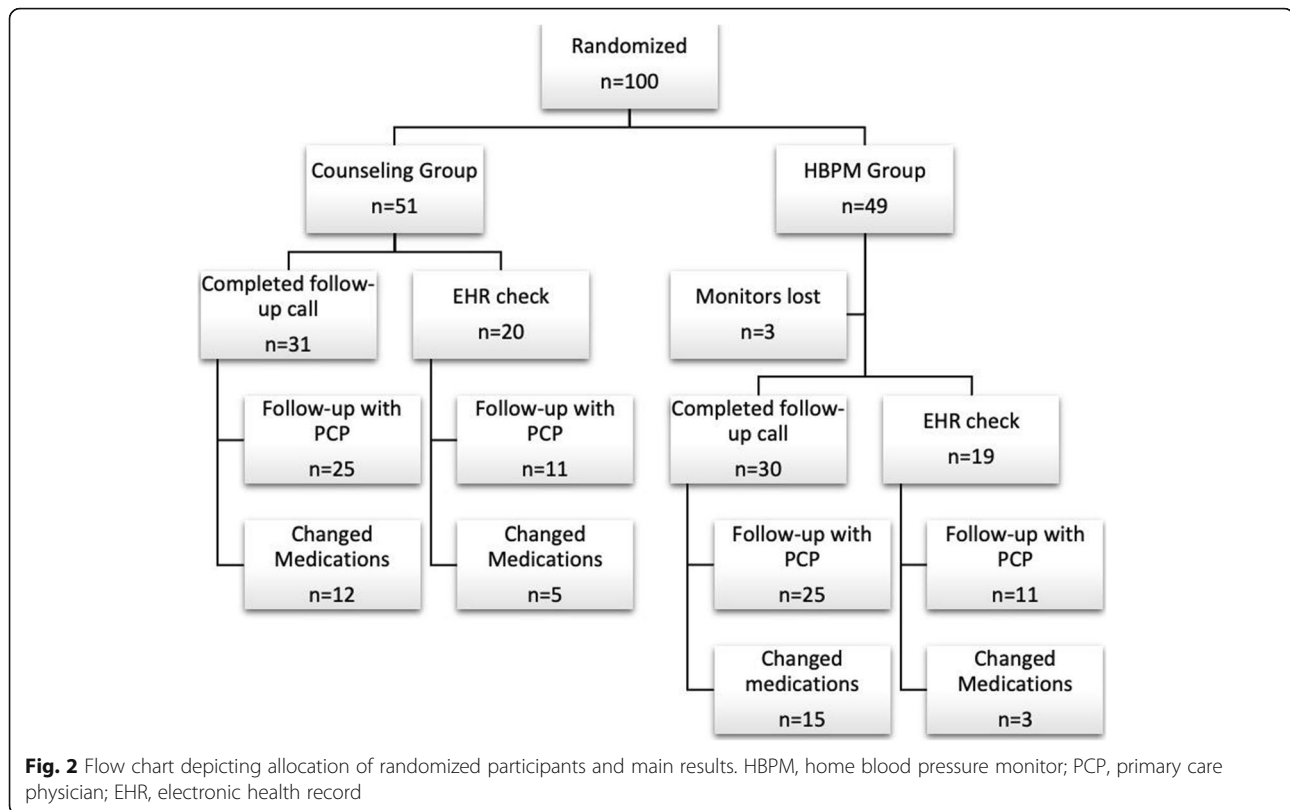 Randomized
n=100
Counseling Group
n=51
HBPM Group
n=49
Completed follow-
up call
n=31
EHR check
n=20
Monitors lost
n=3
Follow-up with
PCP
n=25
Follow-up with
PCP
n=11
Completed follow-
up call
n=30
EHR check
n=19
Changed
Medications
n=12
Changed
Medications
n=5
Follow-up with
PCP
n=25
Follow-up with
PCP
n=11
Changed
medications
n=15
Changed
Medications
n=3
Fig. 2 Flow chart depicting allocation of randomized participants and main results. HBPM, home blood pressure monitor; PCP, primary care
physician; EHR, electronic health record